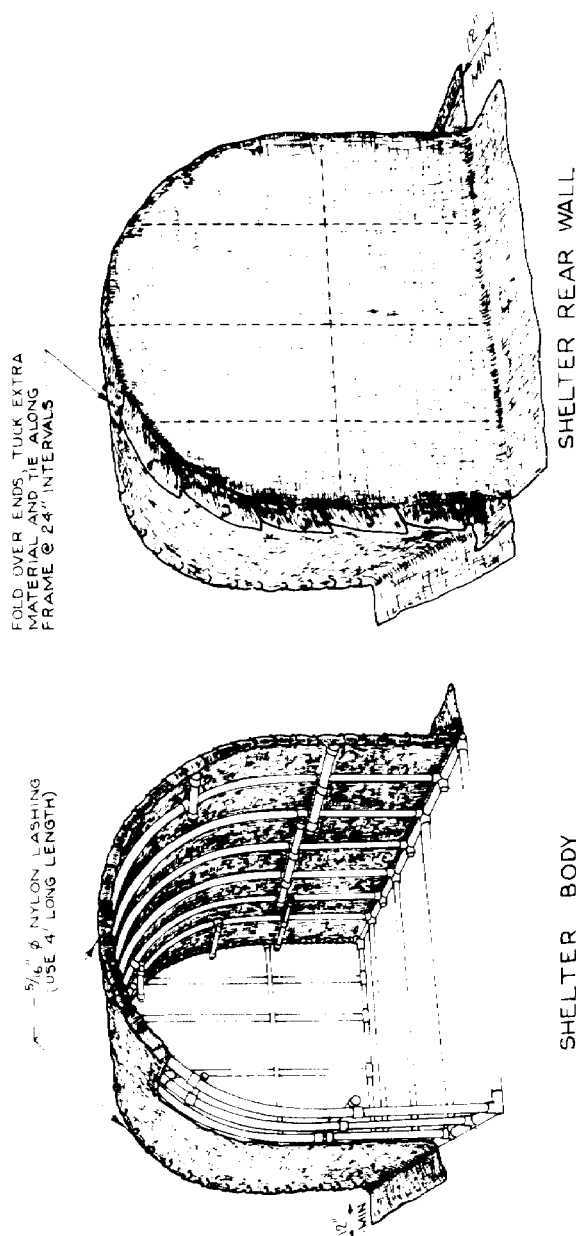 5/16" ⌀ NYLON LASHING
(USE 4' LONG LENGTH)
12"
MIN
SHELTER BODY
FOLD OVER ENDS, TUCK EXTRA
MATERIAL AND TIE ALONG
FRAME @ 24" INTERVALS
12"
MIN
SHELTER REAR WALL